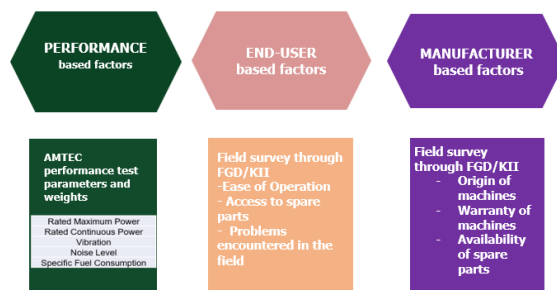 PERFORMANCE
based factors
END-USER
based factors
MANUFACTURER
based factors
AMTEC
performance test
parameters and
weights
Rated Maximum Power
Rated Continuous Power
Vibration
Noise Level
Specific Fuel Consumption
Field survey through
FGD/KII
-Ease of Operation
- Access to spare
parts
- Problems
encountered in the
field
Field survey
through FGD/KII
- Origin of
machines
- Warranty of
machines
- Availability
of spare
parts